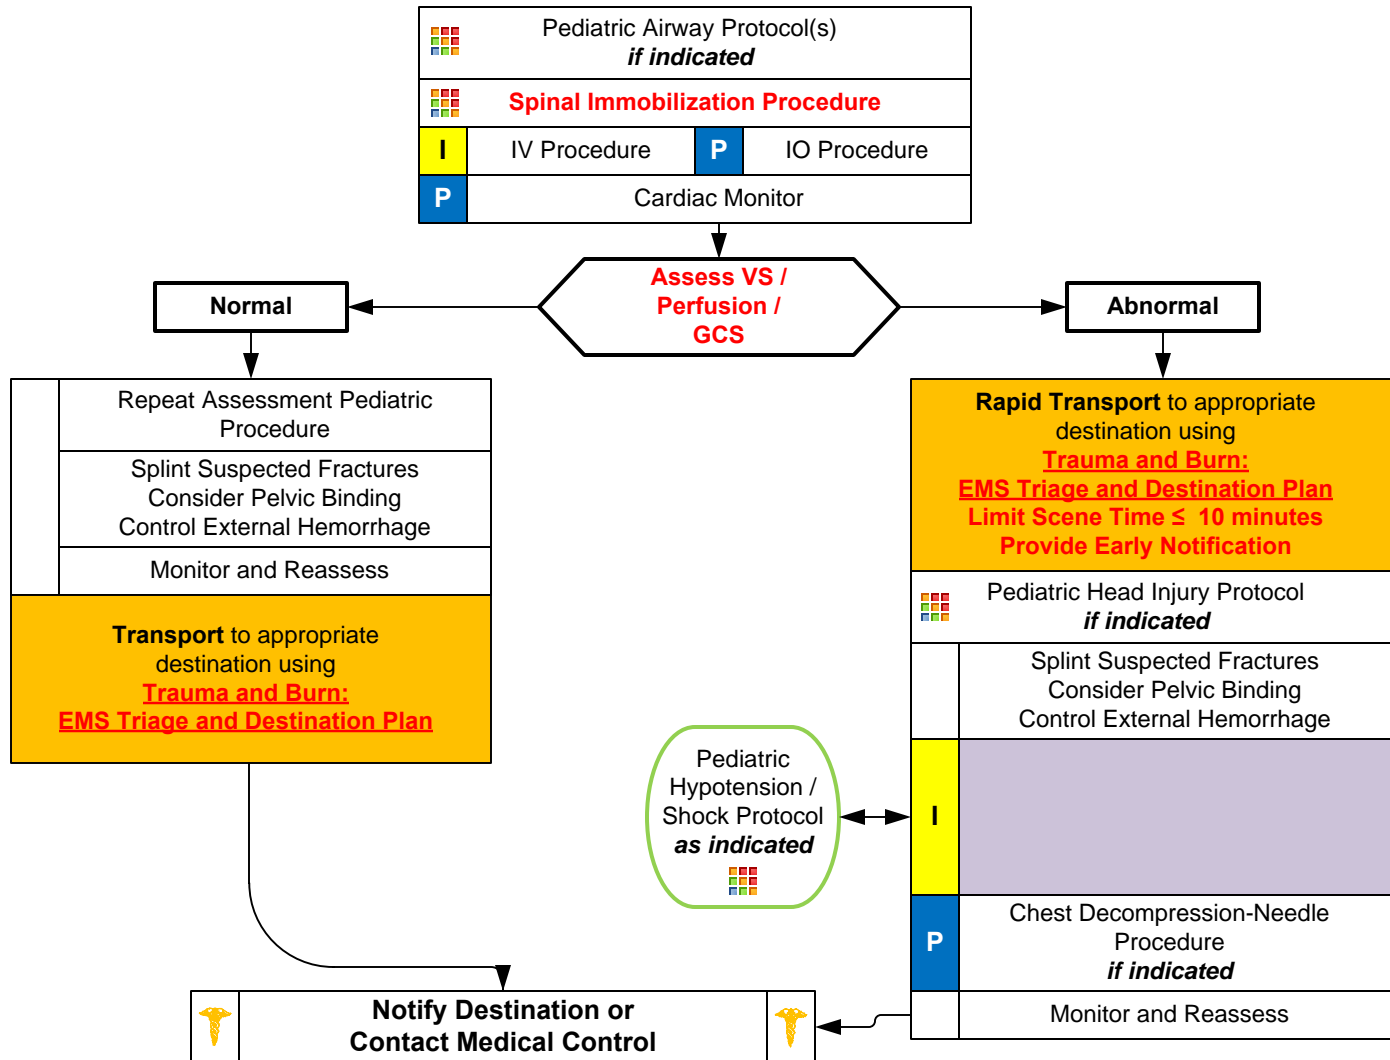 Pediatric Airway Protocol(s)
if indicated
Spinal Immobilization Procedure
I
IV Procedure
P
IO Procedure
P
Cardiac Monitor
Assess VS /
Perfusion /
GCS
Normal
Abnormal
Repeat Assessment Pediatric
Procedure
Splint Suspected Fractures
Consider Pelvic Binding
Control External Hemorrhage
Monitor and Reassess
Transport to appropriate
destination using
Trauma and Burn:
EMS Triage and Destination Plan
Rapid Transport to appropriate
destination using
Trauma and Burn:
EMS Triage and Destination Plan
Limit Scene Time ≤ 10 minutes
Provide Early Notification
Pediatric Head Injury Protocol
if indicated
Splint Suspected Fractures
Consider Pelvic Binding
Control External Hemorrhage
Pediatric
Hypotension /
Shock Protocol
as indicated
I
P
Chest Decompression-Needle
Procedure
if indicated
Monitor and Reassess
Notify Destination or
Contact Medical Control